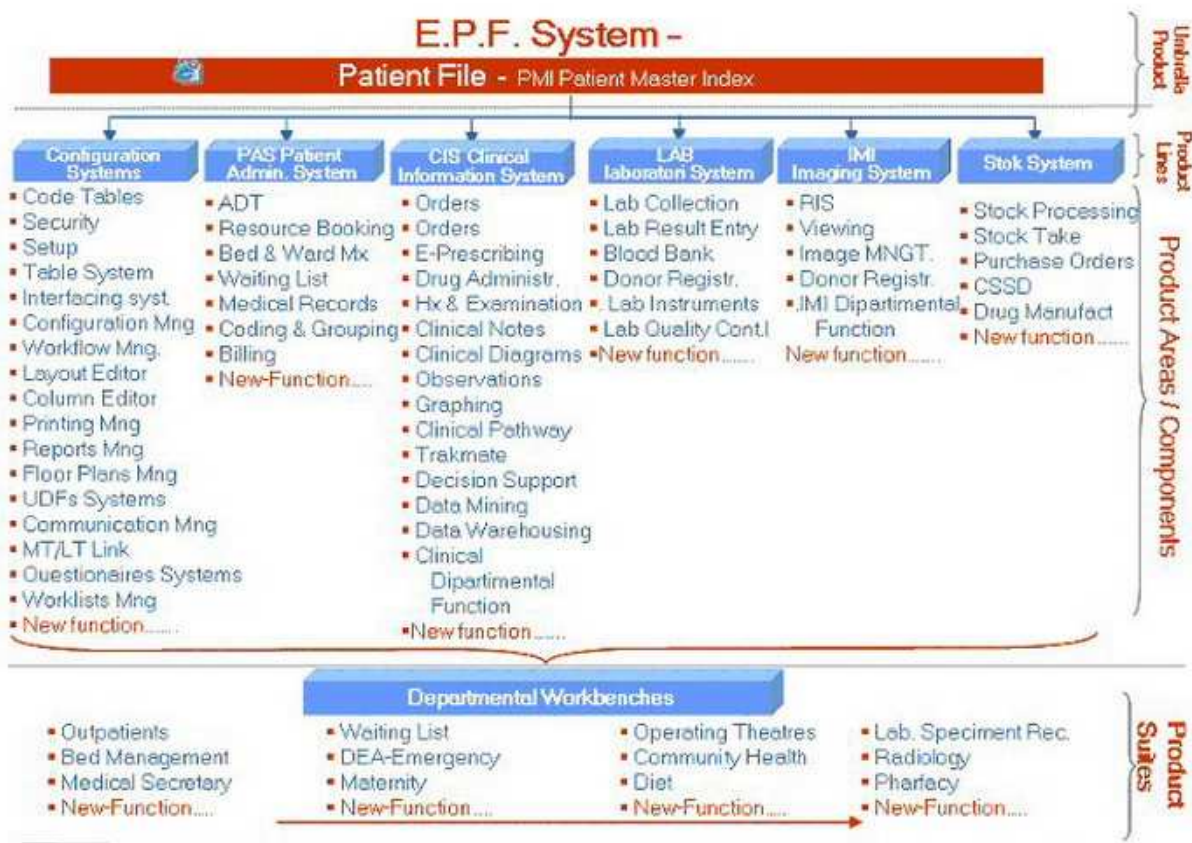 E.P.F. System -
Patient File - PMI Patient Master Index
Umbrella
Product
Configuration
Systems
Code Tables
Security
Setup
Table System
Interfacing syst.
Configuration Mng
Workflow Mng.
Layout Editor
Column Editor
Printing Mng
Reports Mng
Floor Plans Mng
UDFs Systems
Communication Mng
MT/LT Link
Ouestionaires Systems
Worklists Mng
New function.......
PAS Patient
Admin. System
ADT
Resource Booking
Bed & Ward Mx
Waiting List
Medical Records
Coding & Grouping
Billing
New-Function.....
CIS Clinical
Information System
Orders
Orders
E-Prescribing
Drug Administr.
Hx & Examination
Clinical Notes
Clinical Diagrams
Observations
Graphing
Clinical Pathway
Trakmate
Decision Support
Data Mining
Data Warehousing
Clinical
Dipartimental
Function
New function.......
LAB
laboratori System
Lab Collection
Lab Result Entry
Blood Bank
Donor Registr.
Lab Instruments
Lab Quality Cont.l
New function.......
IMI
Imaging System
RIS
Viewing
Image MNGT.
Donor Registr.
.IMI Dipartmental
Function
New function.......
Stok System
Stock Processing
Stock Take
Purchase Orders
CSSD
Drug Manufact
New function......
Product
Lines
Product Areas / Components
Departmental Workbenches
Outpatients
Bed Management
Medical Secretary
New-Function.....
Waiting List
DEA-Emergency
Maternity
New-Function.....
Operating Theatres
Community Health
Diet
New-Function.....
Lab. Speciment Rec.
Radiology
Pharfacy
New-Function.....
Product
Suites